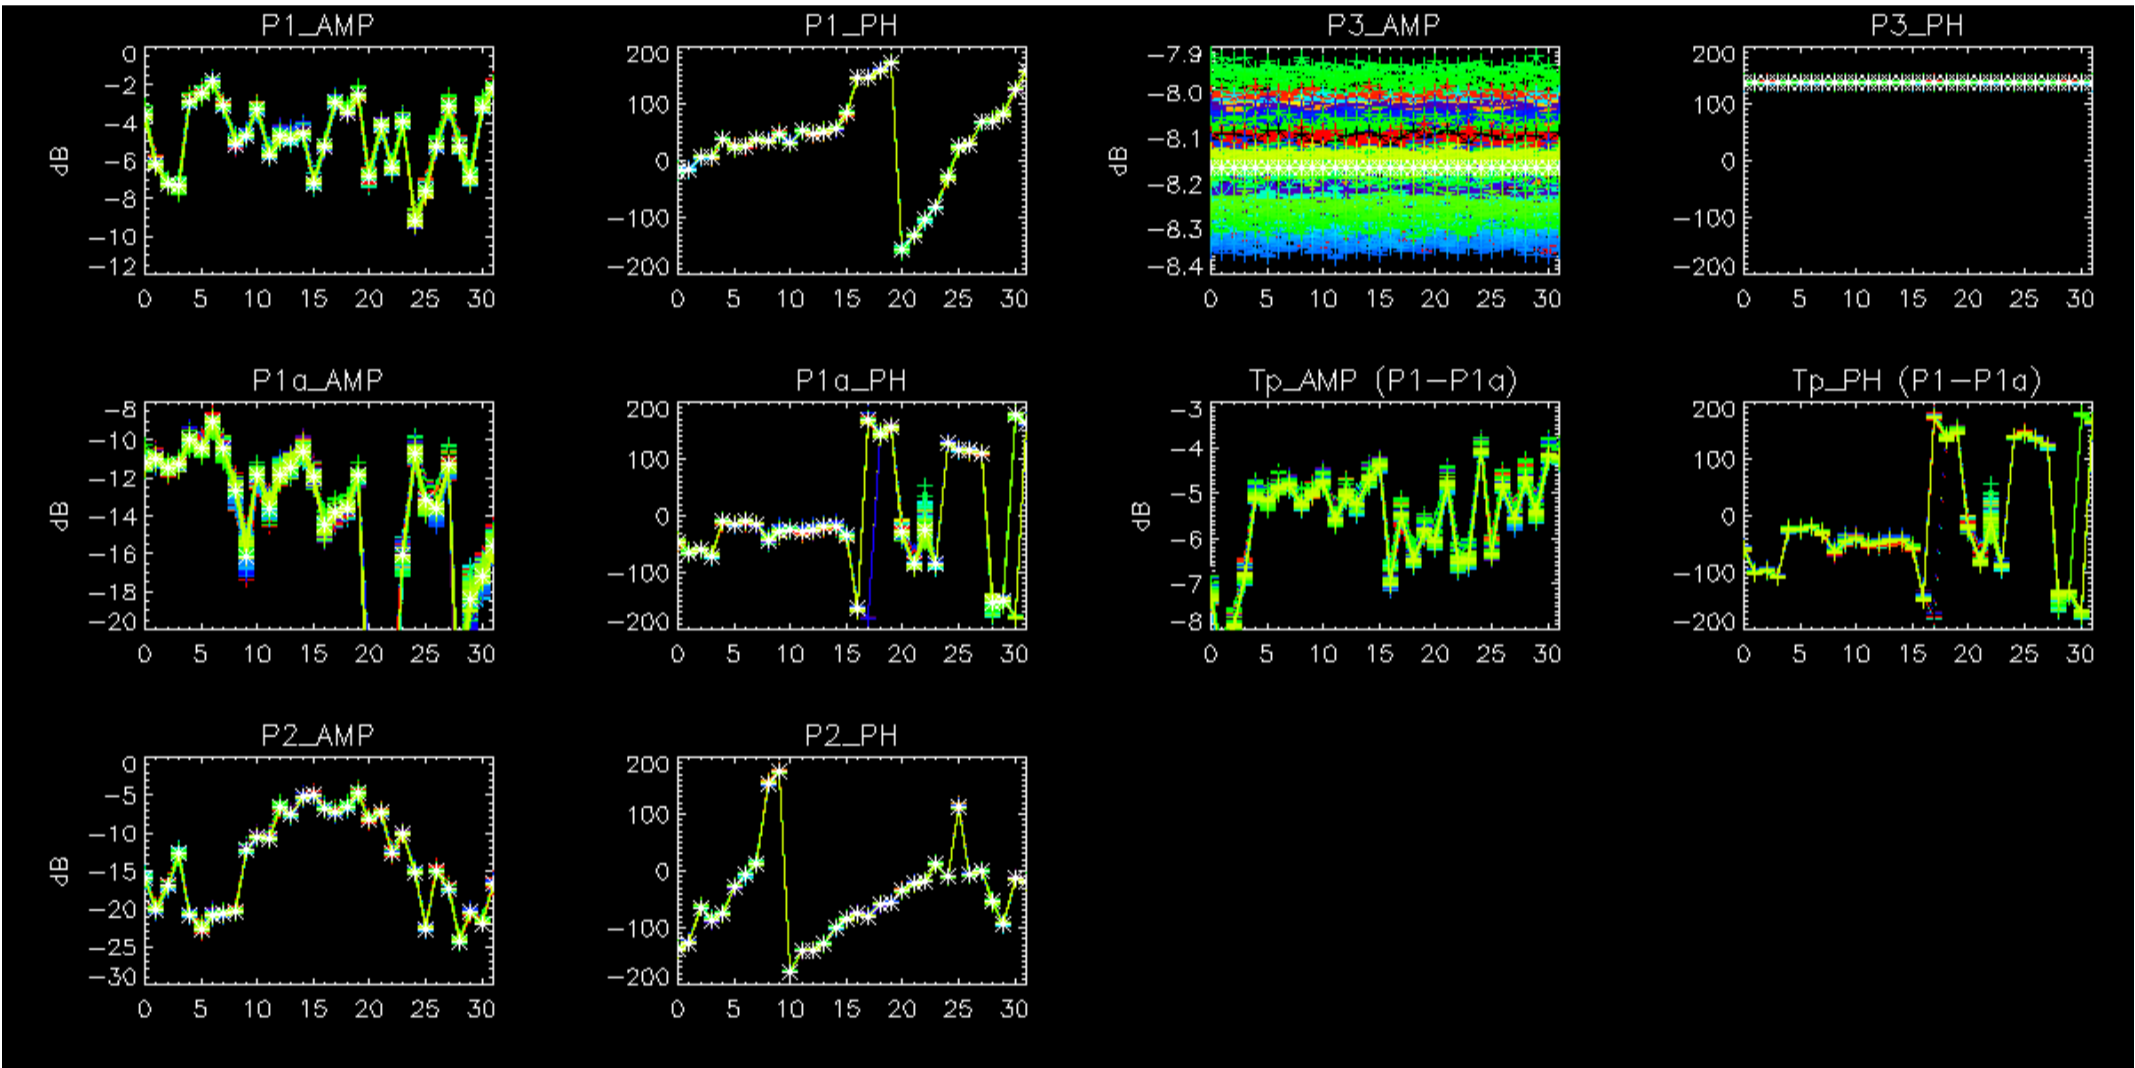 P1_AMP
dB
0
−2
−4
−6
−8
−10
−12
0 5 10 15 20 25 30
P1_PH
200
100
0
−100
−200
0 5 10 15 20 25 30
P3_AMP
dB
−7.9
−8.0
−8.1
−8.2
−8.3
−8.4
0 5 10 15 20 25 30
P3_PH
200
100
0
−100
−200
0 5 10 15 20 25 30
P1a_AMP
dB
−8
−10
−12
−14
−16
−18
−20
0 5 10 15 20 25 30
P1a_PH
200
100
0
−100
−200
0 5 10 15 20 25 30
Tp_AMP (P1−P1a)
dB
−3
−4
−5
−6
−7
−8
0 5 10 15 20 25 30
Tp_PH (P1−P1a)
200
100
0
−100
−200
0 5 10 15 20 25 30
P2_AMP
dB
0
−5
−10
−15
−20
−25
−30
0 5 10 15 20 25 30
P2_PH
200
100
0
−100
−200
0 5 10 15 20 25 30